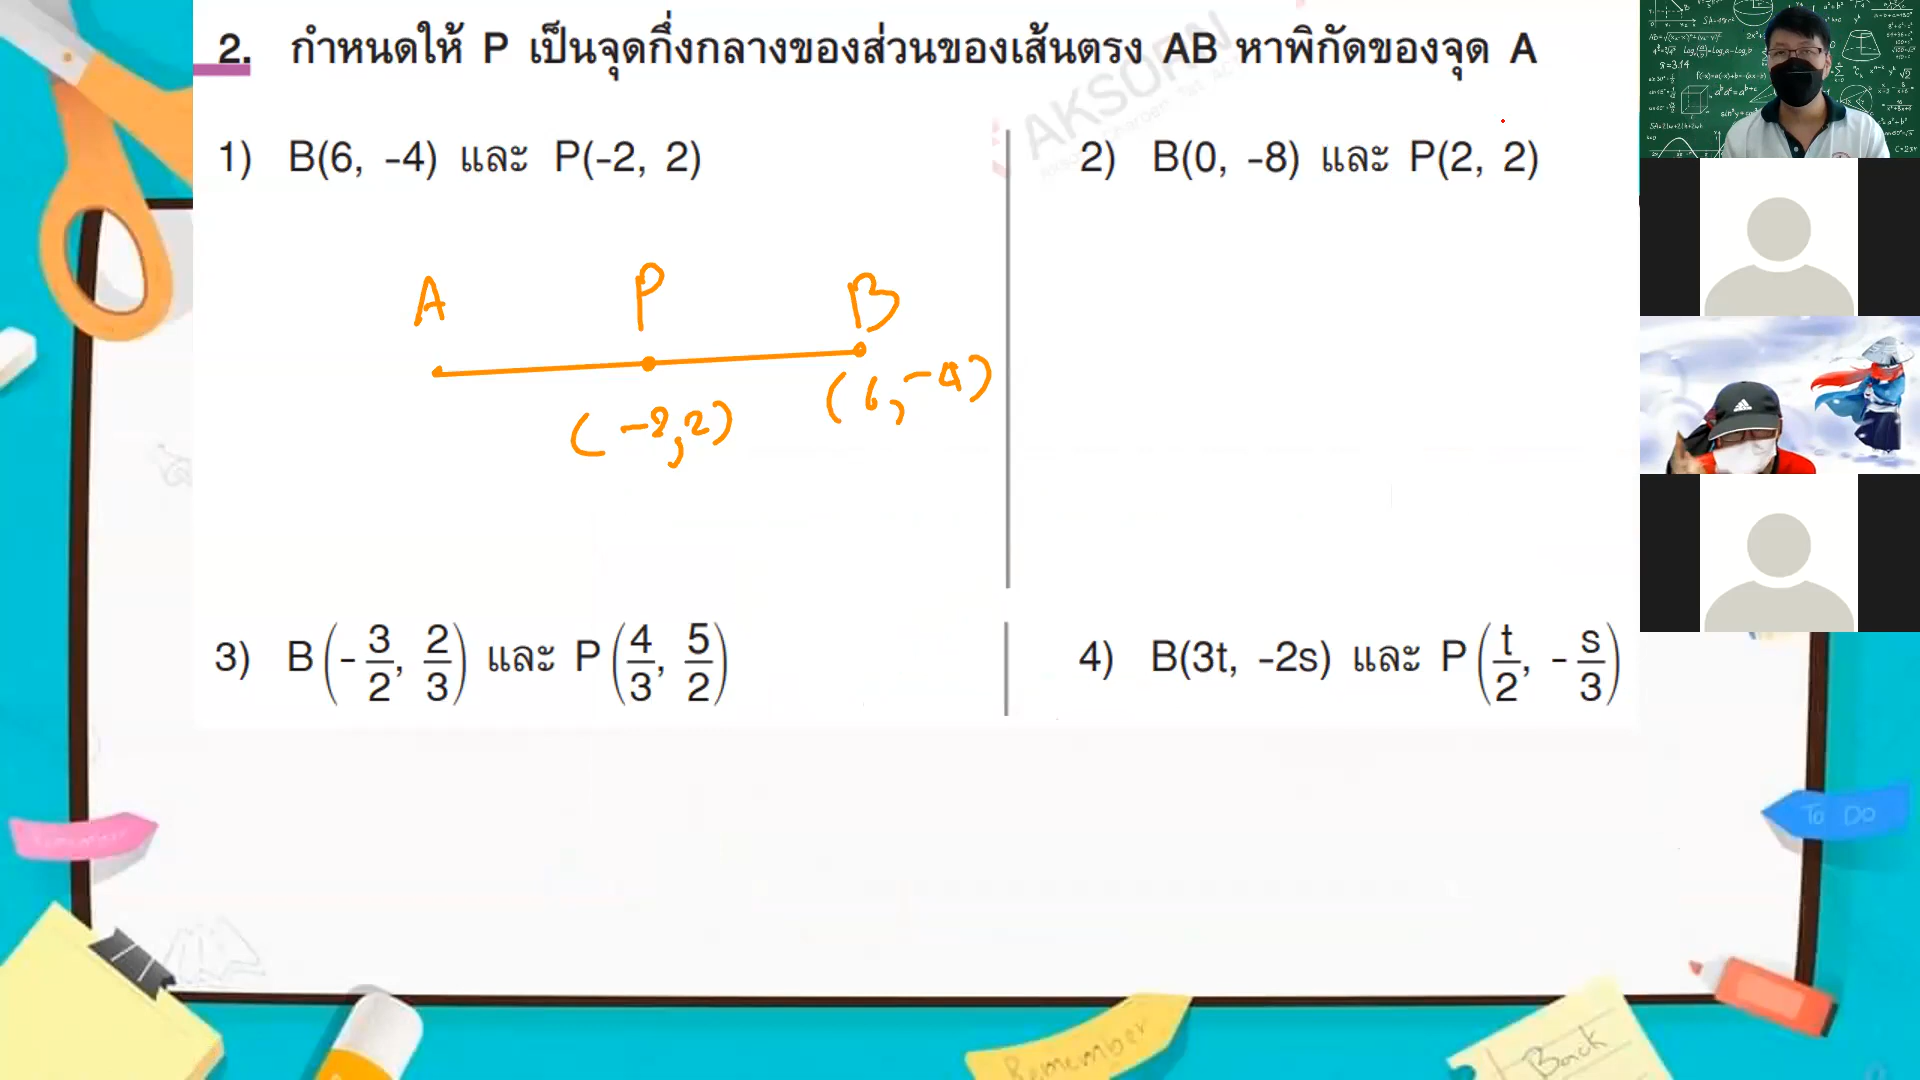 2. กำหนดให้ P เป็นจุดกึ่งกลางของส่วนของเส้นตรง AB หาพิกัดของจุด A
AKSORN
1) B(6, -4) และ P(-2, 2)
2) B(0, -8) และ P(2, 2)
A P B
(-2,2) (6,-4)
3) B(-3/2, 2/3) และ P(4/3, 5/2)
4) B(3t, -2s) และ P(t/2, -s/3)
To Do
Remember
Back